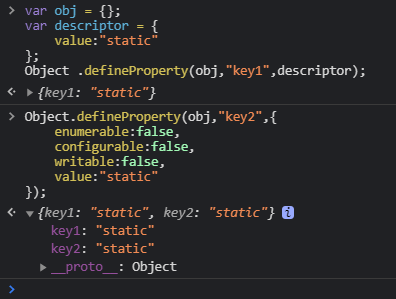 var obj = {};
var descriptor = {
value:"static"
};
Object .defineProperty(obj,"key1",descriptor);
{key1: "static"}
Object.defineProperty(obj,"key2",{
enumerable:false,
configurable:false,
writable:false,
value:"static"
});
{key1: "static", key2: "static"} i
key1: "static"
key2: "static"
__proto__: Object